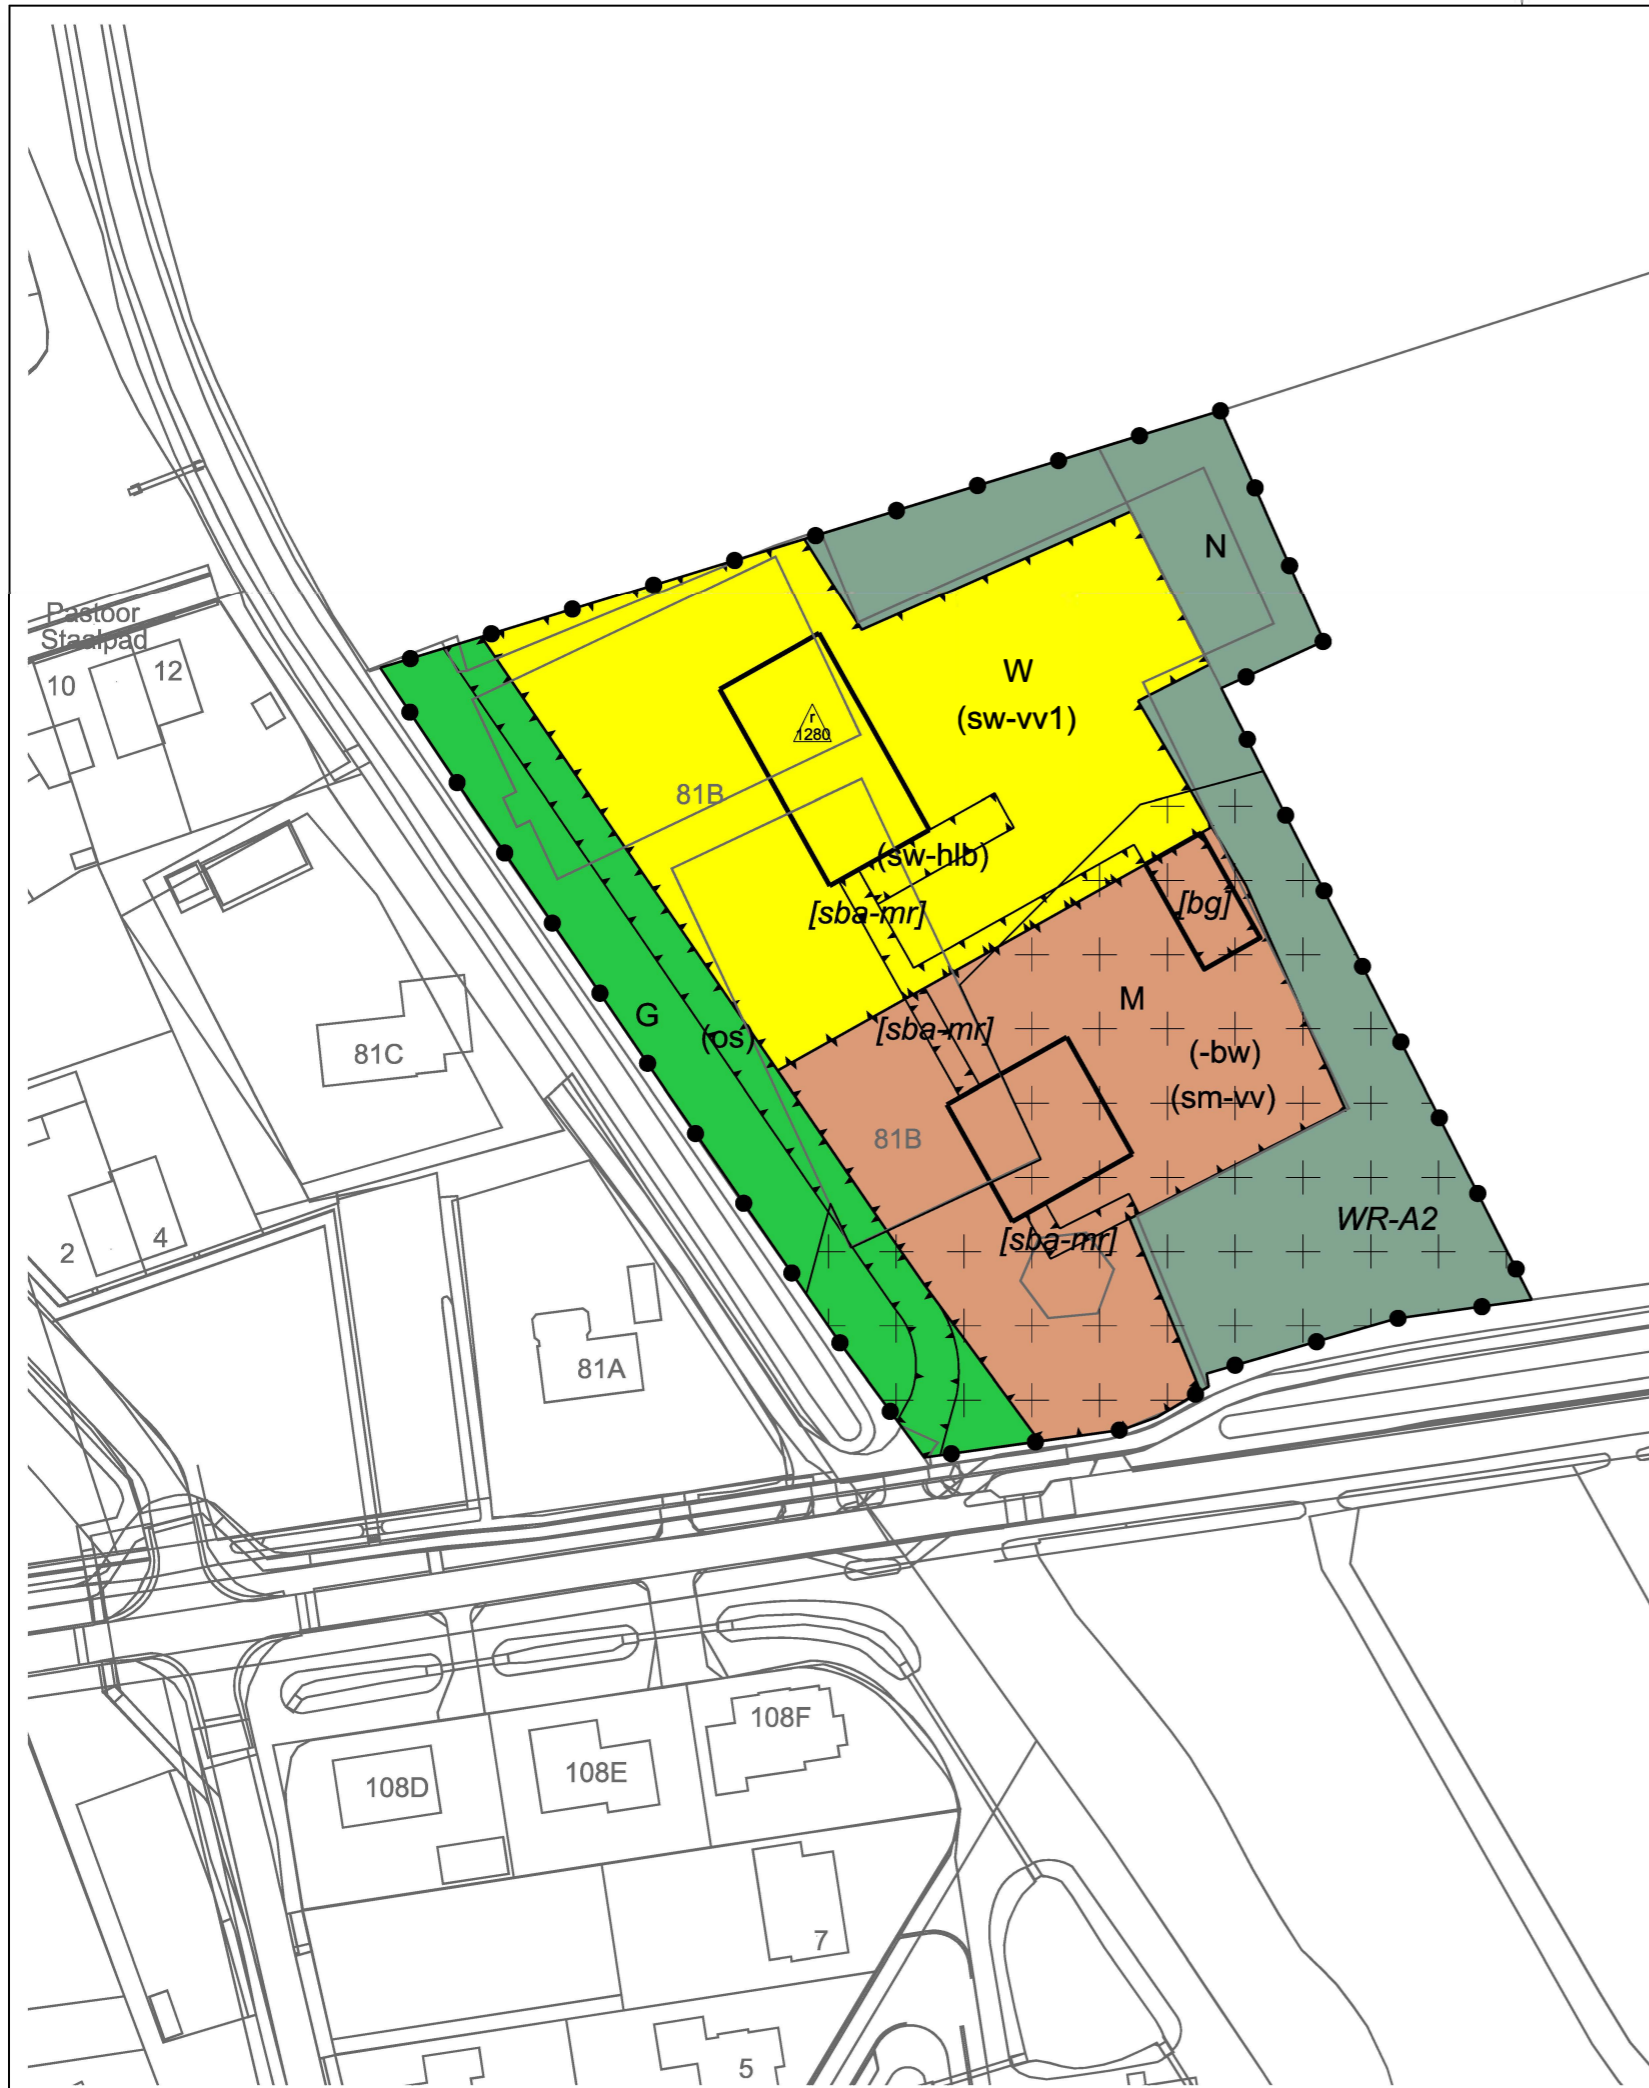 N
Pastoor
Staalpad
10
12
W
(sw-vv1)
r
1280
81B
(sw-hlb)
[sba-mr]
[bg]
M
G
(os)
[sba-mr]
(-bw)
(sm-vv)
81C
81B
WR-A2
[sba-mr]
2
4
81A
108F
108E
108D
7
5